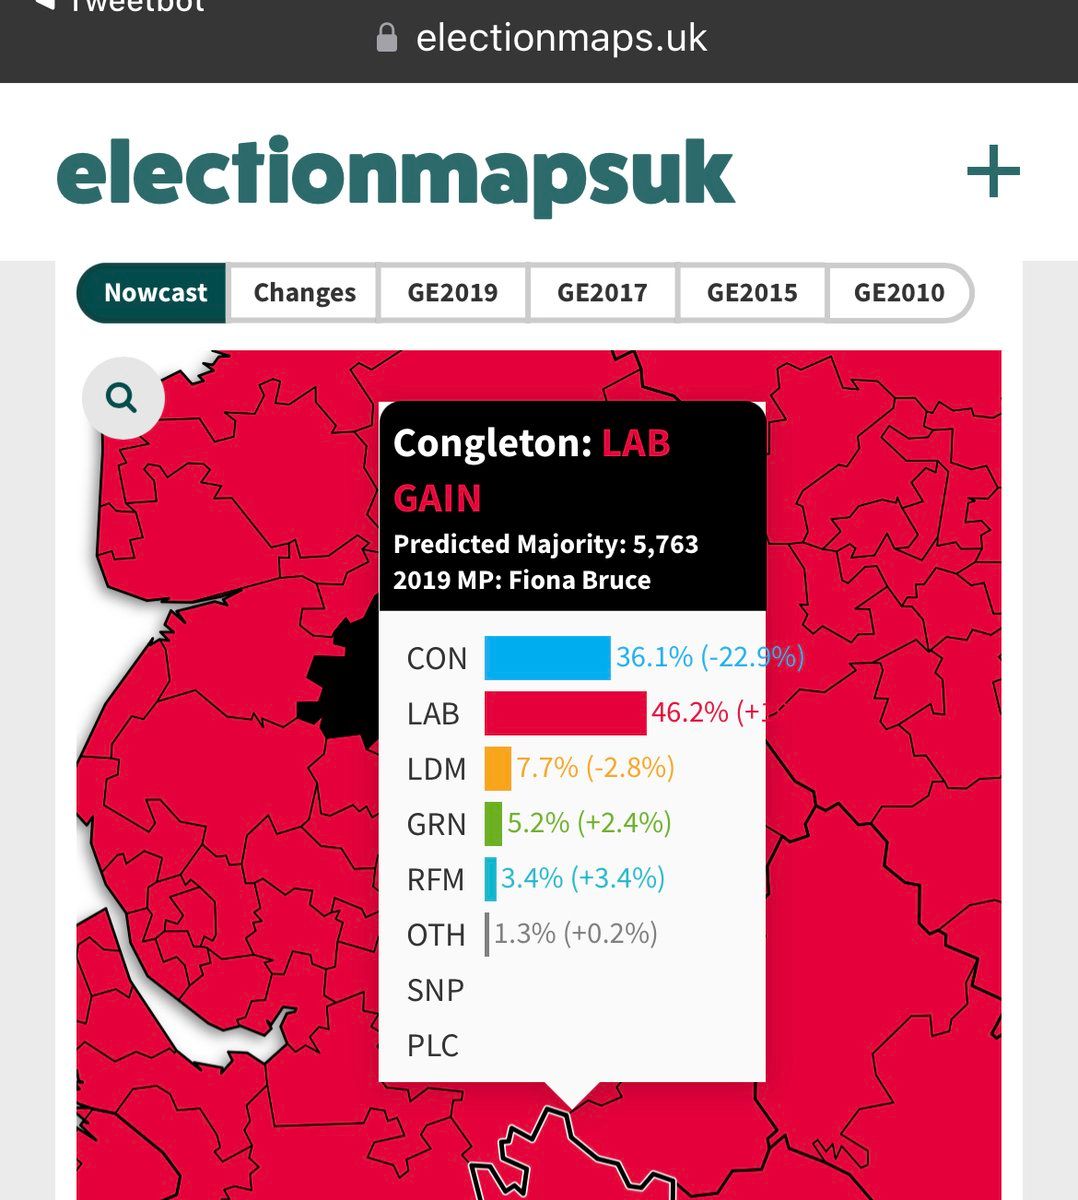 Tweetbot
electionmaps.uk
electionmapsuk
Nowcast Changes GE2019 GE2017 GE2015 GE2010
Congleton: LAB
GAIN
Predicted Majority: 5,763
2019 MP: Fiona Bruce
CON 36.1% (-22.9%)
LAB 46.2% (+1
LDM 7.7% (-2.8%)
GRN 5.2% (+2.4%)
RFM 3.4% (+3.4%)
OTH 1.3% (+0.2%)
SNP
PLC